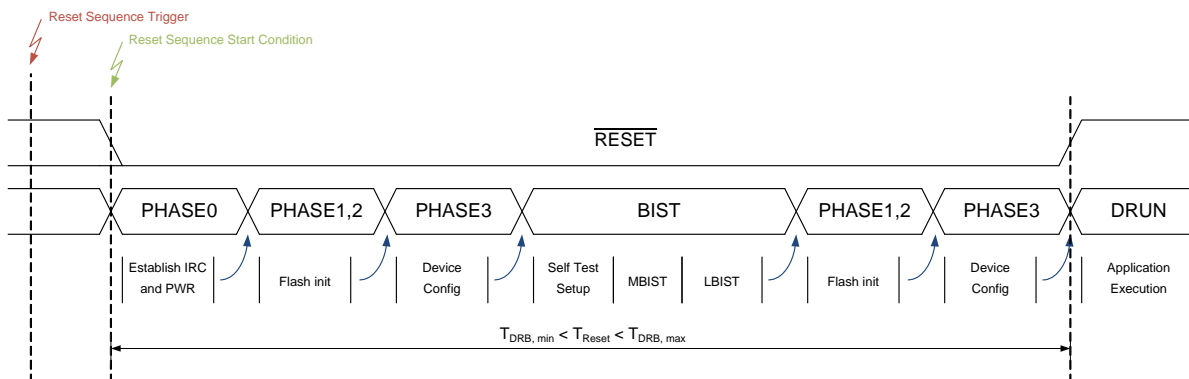 Reset Sequence Trigger
Reset Sequence Start Condition
RESET
PHASE0
PHASE1,2
PHASE3
BIST
PHASE1,2
PHASE3
DRUN
Establish IRC
and PWR
Flash init
Device
Config
Self Test
Setup
MBIST
LBIST
Flash init
Device
Config
Application
Execution
TDRB, min < TReset < TDRB, max